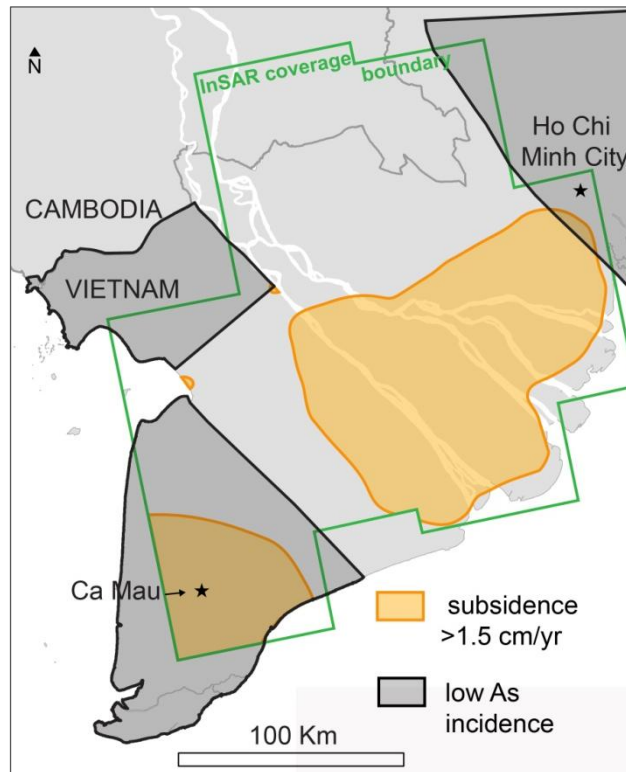 N
InSAR coverage boundary
Ho Chi
Minh City
CAMBODIA
VIETNAM
Ca Mau
subsidence
>1.5 cm/yr
low As
incidence
100 Km